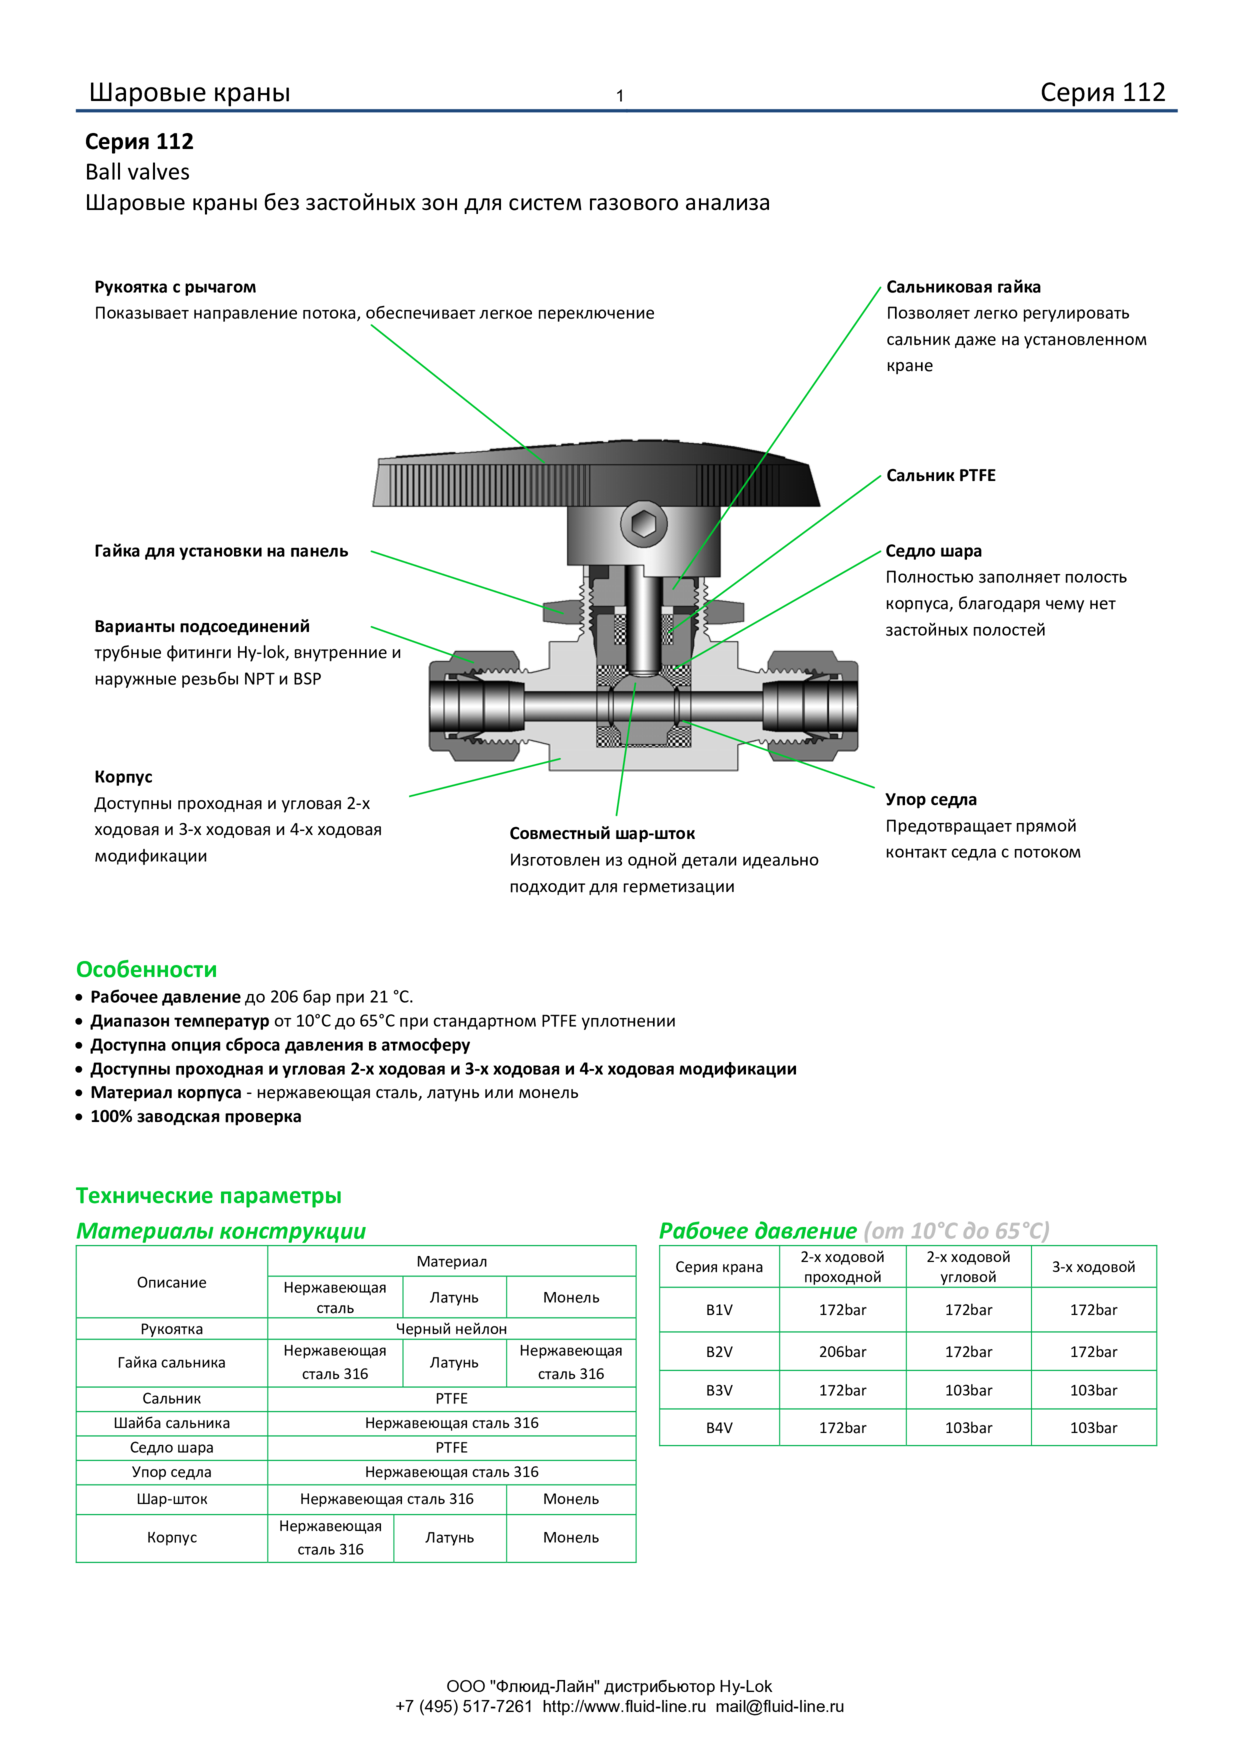 Шаровые краны
1
Серия 112
Серия 112
Ball valves
Шаровые краны без застойных зон для систем газового анализа
Рукоятка с рычагом
Показывает направление потока, обеспечивает легкое переключение
Сальниковая гайка
Позволяет легко регулировать
сальник даже на установленном
кране
Сальник PTFE
Гайка для установки на панель
Седло шара
Полностью заполняет полость
корпуса, благодаря чему нет
застойных полостей
Варианты подсоединений
трубные фитинги Hy-lok, внутренние и
наружные резьбы NPT и BSP
Корпус
Доступны проходная и угловая 2-х
ходовая и 3-х ходовая и 4-х ходовая
модификации
Совместный шар-шток
Изготовлен из одной детали идеально
подходит для герметизации
Упор седла
Предотвращает прямой
контакт седла с потоком
Особенности
• Рабочее давление до 206 бар при 21 °C.
• Диапазон температур от 10°C до 65°C при стандартном PTFE уплотнении
• Доступна опция сброса давления в атмосферу
• Доступны проходная и угловая 2-х ходовая и 3-х ходовая и 4-х ходовая модификации
• Материал корпуса - нержавеющая сталь, латунь или монель
• 100% заводская проверка
Технические параметры
Материалы конструкции
Описание
Материал
Нержавеющая
сталь
Латунь
Монель
Рукоятка
Черный нейлон
Гайка сальника
Нержавеющая
сталь 316
Латунь
Нержавеющая
сталь 316
Сальник
PTFE
Шайба сальника
Нержавеющая сталь 316
Седло шара
PTFE
Упор седла
Нержавеющая сталь 316
Шар-шток
Нержавеющая сталь 316
Монель
Корпус
Нержавеющая
сталь 316
Латунь
Монель
Рабочее давление (от 10°C до 65°C)
Серия крана
2-х ходовой
проходной
2-х ходовой
угловой
3-х ходовой
B1V
172bar
172bar
172bar
B2V
206bar
172bar
172bar
B3V
172bar
103bar
103bar
B4V
172bar
103bar
103bar
ООО "Флюид-Лайн" дистрибьютор Hy-Lok
+7 (495) 517-7261 http://www.fluid-line.ru mail@fluid-line.ru